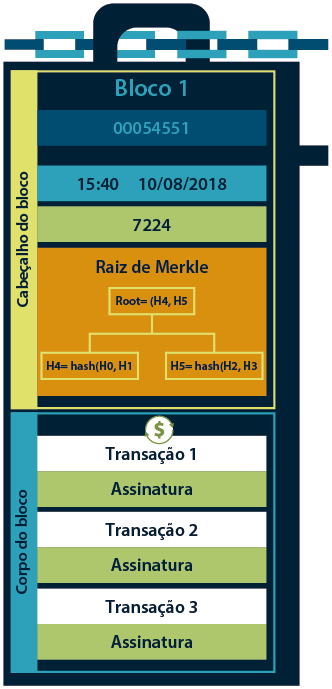 Bloco 1
00054551
15:40 10/08/2018
7224
Cabeçalho do bloco
Raiz de Merkle
Root= (H4, H5
H4= hash(H0, H1
H5= hash(H2, H3
$
Corpo do bloco
Transação 1
Assinatura
Transação 2
Assinatura
Transação 3
Assinatura